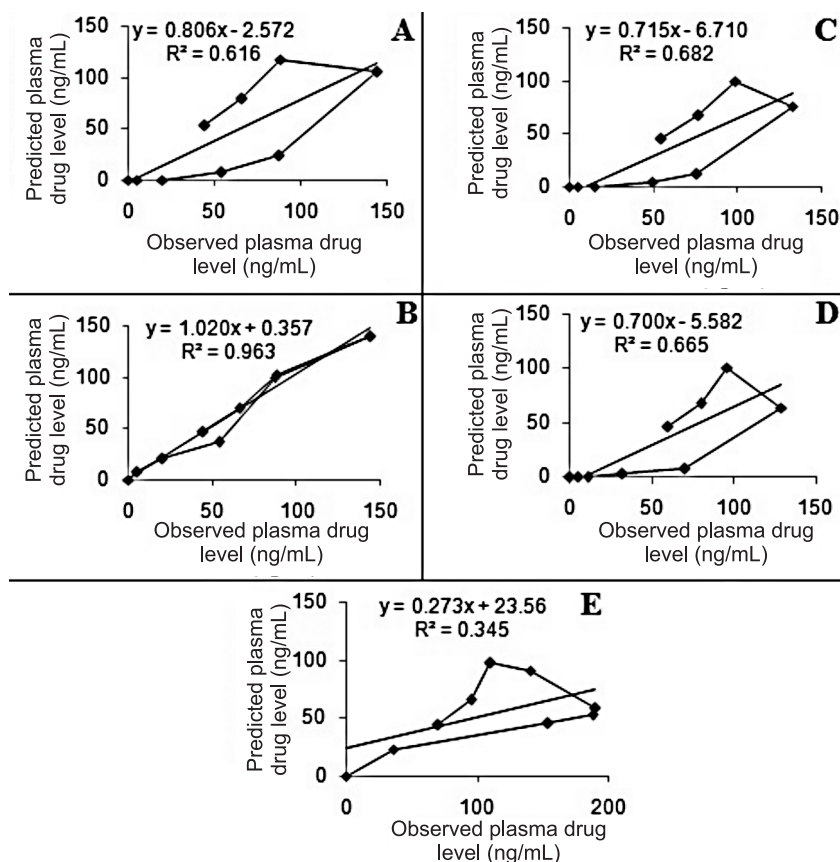 A
y = 0.806x - 2.572
R² = 0.616
Predicted plasma
drug level (ng/mL)
150
100
50
0
0 50 100 150
Observed plasma drug
level (ng/mL)
C
y = 0.715x - 6.710
R² = 0.682
Predicted plasma
drug level (ng/mL)
150
100
50
0
0 50 100 150
Observed plasma drug
level (ng/mL)
B
y = 1.020x + 0.357
R² = 0.963
Predicted plasma
drug level (ng/mL)
150
100
50
0
0 50 100 150
Observed plasma drug
level (ng/mL)
D
y = 0.700x - 5.582
R² = 0.665
Predicted plasma
drug level (ng/mL)
150
100
50
0
0 50 100 150
Observed plasma drug
level (ng/mL)
E
y = 0.273x + 23.56
R² = 0.345
Predicted plasma
drug level (ng/mL)
150
100
50
0
0 100 200
Observed plasma drug
level (ng/mL)